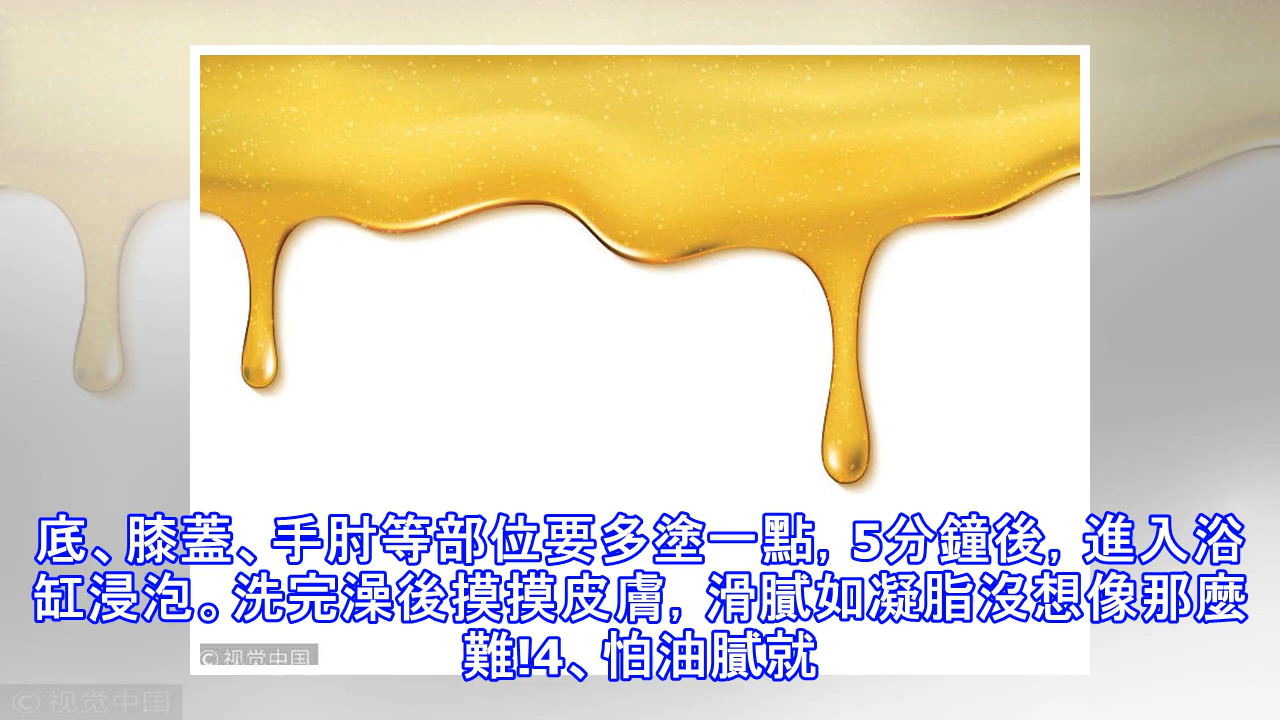 底、膝蓋、手肘等部位要多塗一點, 5分鐘後, 進入浴
缸浸泡。洗完澡後摸摸皮膚, 滑膩如凝脂沒想像那麼
難!4、怕油膩就
©视觉中国
©视觉中国